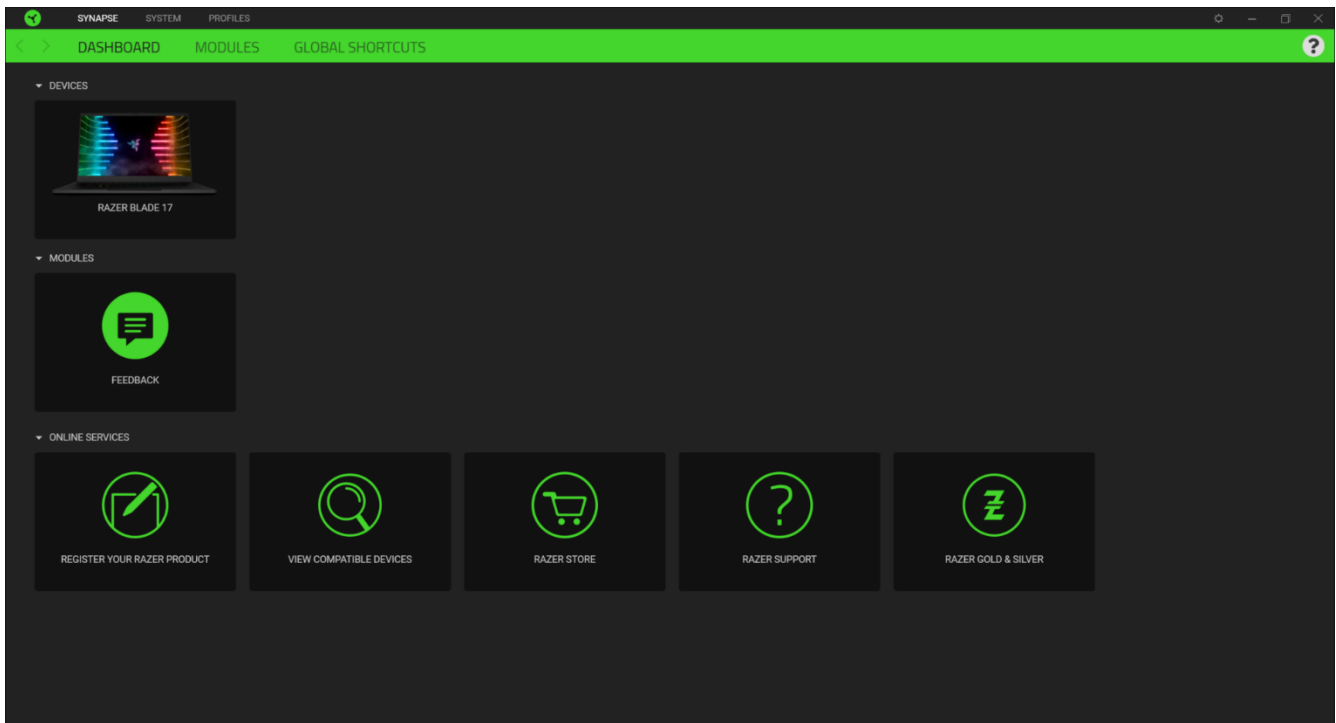 SYNAPSE SYSTEM PROFILES
DASHBOARD MODULES GLOBAL SHORTCUTS
?
DEVICES
RAZER BLADE 17
MODULES
FEEDBACK
ONLINE SERVICES
REGISTER YOUR RAZER PRODUCT
VIEW COMPATIBLE DEVICES
RAZER STORE
?
RAZER SUPPORT
RAZER GOLD & SILVER